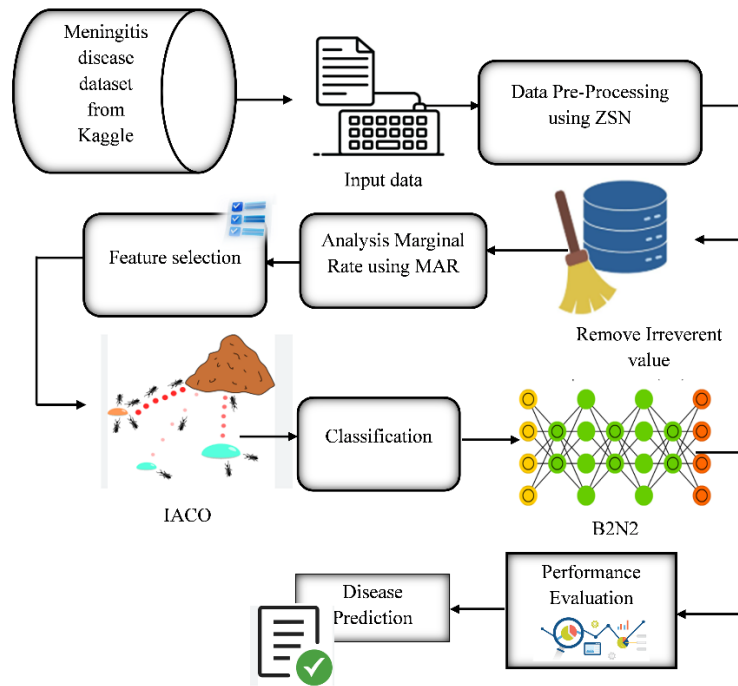 Meningitis
disease
dataset
from
Kaggle
Input data
Data Pre-Processing
using ZSN
Feature selection
Analysis Marginal
Rate using MAR
Remove Irreverent
value
IACO
Classification
B2N2
Disease
Prediction
Performance
Evaluation